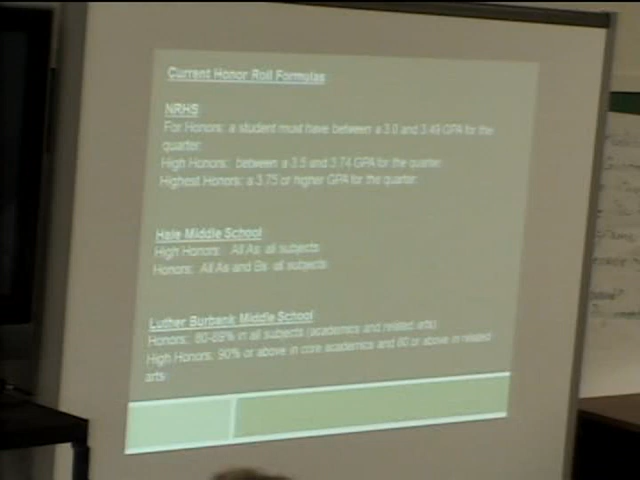 Current Honor Roll Formulas
NRHS
For Honors: a student must have between a 3.0 and 3.49 GPA for the
quarter.
High Honors: between a 3.5 and 3.74 GPA for the quarter.
Highest Honors: a 3.75 or higher GPA for the quarter.
Hale Middle School
High Honors: All As all subjects
Honors: All As and Bs all subjects
Luther Burbank Middle School
Honors: 80-89% in all subjects (academics and related arts)
High Honors: 90% or above in core academics and 80 or above in related
arts